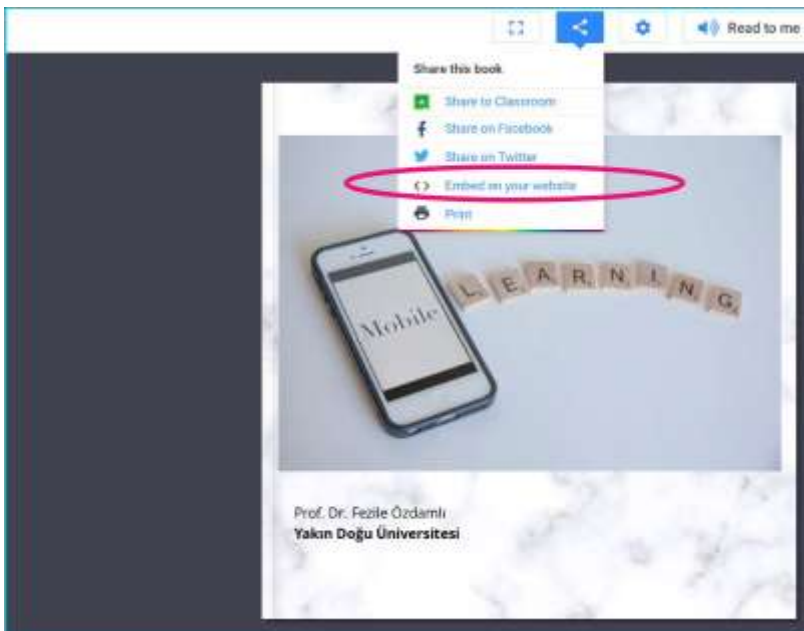 Read to me
Share this book
Share to Classroom
Share on Facebook
Share on Twitter
Embed on your website
Print
LEARNING
Mobile
Prof. Dr. Fezile Özdamlı
Yakın Doğu Üniversitesi